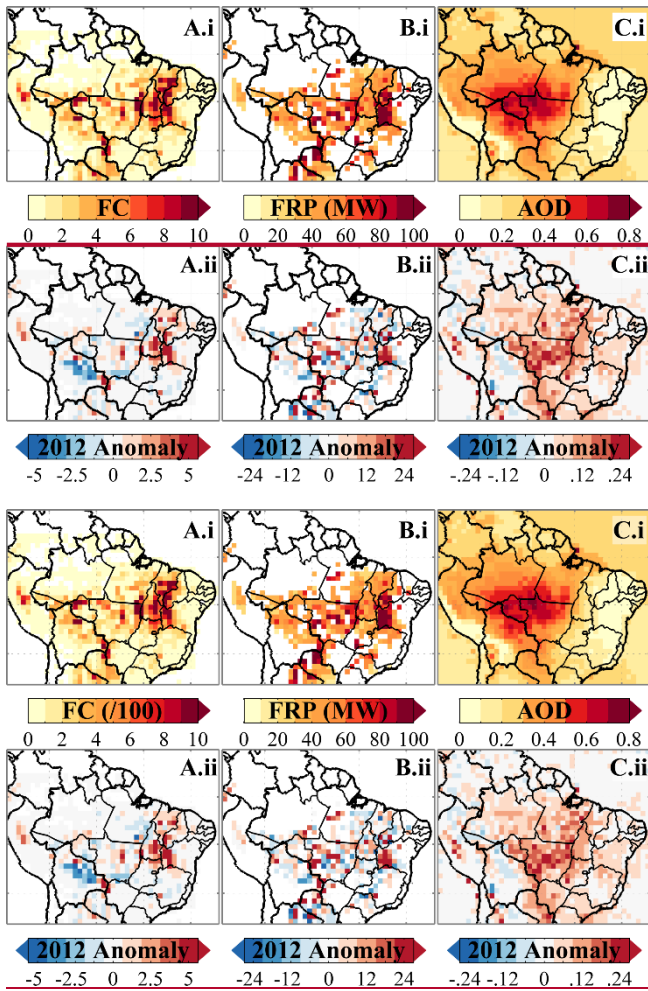 A.i B.i C.i
FC FRP (MW) AOD
0 2 4 6 8 10 0 20 40 60 80 100 0 0.2 0.4 0.6 0.8
A.ii B.ii C.ii
2012 Anomaly 2012 Anomaly 2012 Anomaly
-5 -2.5 0 2.5 5 -24 -12 0 12 24 -.24 -.12 0 .12 .24
A.i B.i C.i
FC (/100) FRP (MW) AOD
0 2 4 6 8 10 0 20 40 60 80 100 0 0.2 0.4 0.6 0.8
A.ii B.ii C.ii
2012 Anomaly 2012 Anomaly 2012 Anomaly
-5 -2.5 0 2.5 5 -24 -12 0 12 24 -.24 -.12 0 .12 .24